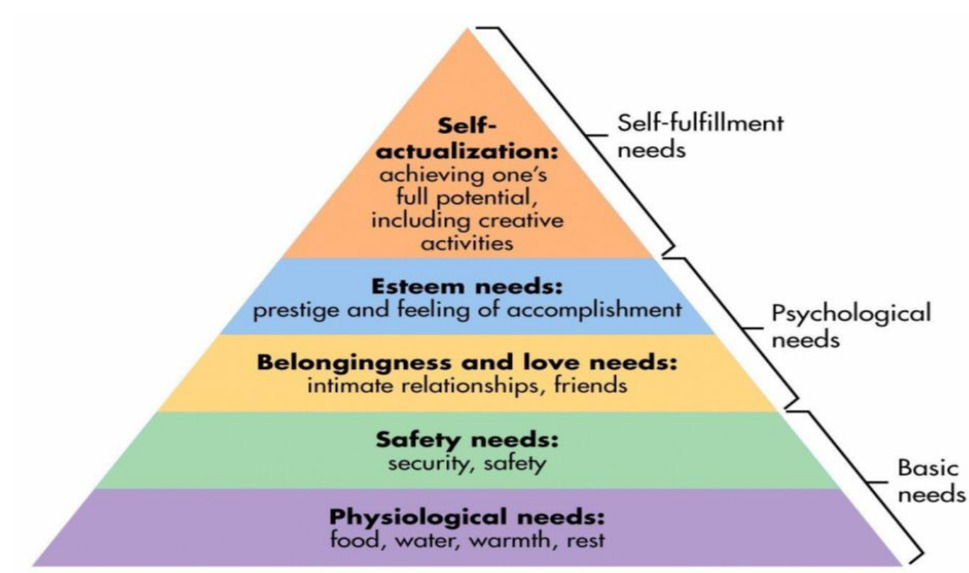 Self-
actualization:
achieving one's
full potential,
including creative
activities
Self-fulfillment
needs
Esteem needs:
prestige and feeling of accomplishment
Psychological
needs
Belongingness and love needs:
intimate relationships, friends
Safety needs:
security, safety
Basic
needs
Physiological needs:
food, water, warmth, rest